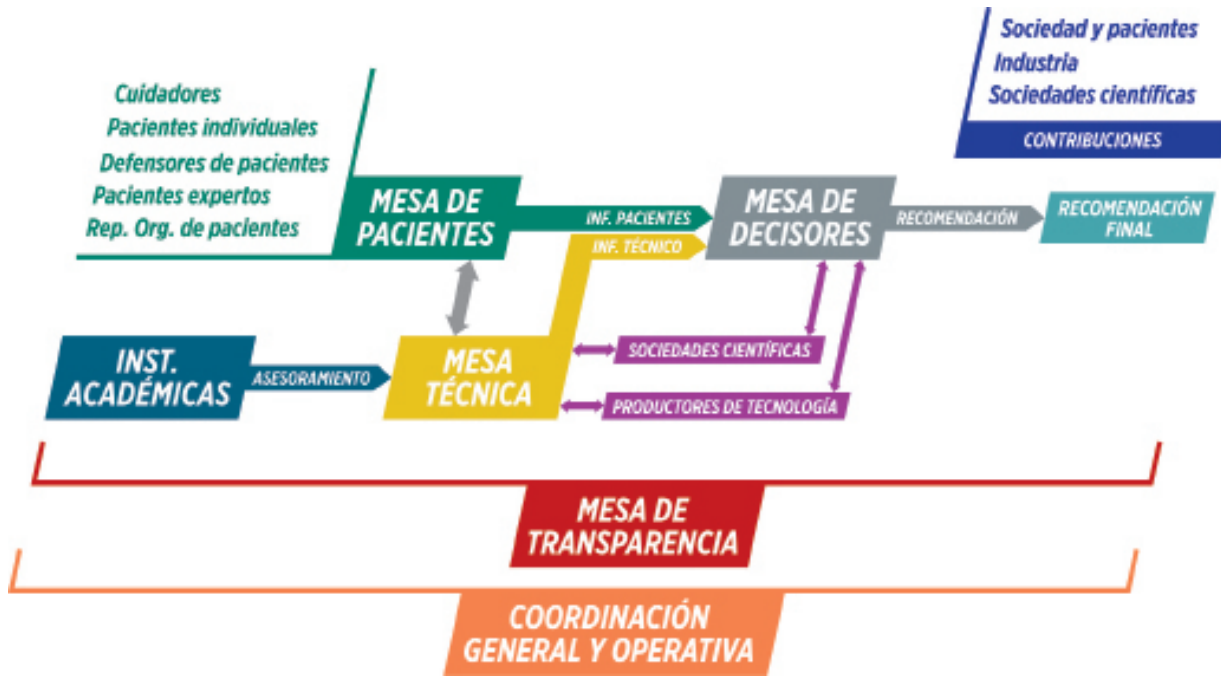 Sociedad y pacientes
Industria
Sociedades científicas
CONTRIBUCIONES
Cuidadores
Pacientes individuales
Defensores de pacientes
Pacientes expertos
Rep. Org. de pacientes
MESA DE
PACIENTES
INF. PACIENTES
INF. TÉCNICO
MESA DE
DECISORES
RECOMENDACIÓN
RECOMENDACIÓN
FINAL
INST.
ACADÉMICAS
ASESORAMIENTO
MESA
TÉCNICA
SOCIEDADES CIENTÍFICAS
PRODUCTORES DE TECNOLOGÍA
MESA DE
TRANSPARENCIA
COORDINACIÓN
GENERAL Y OPERATIVA